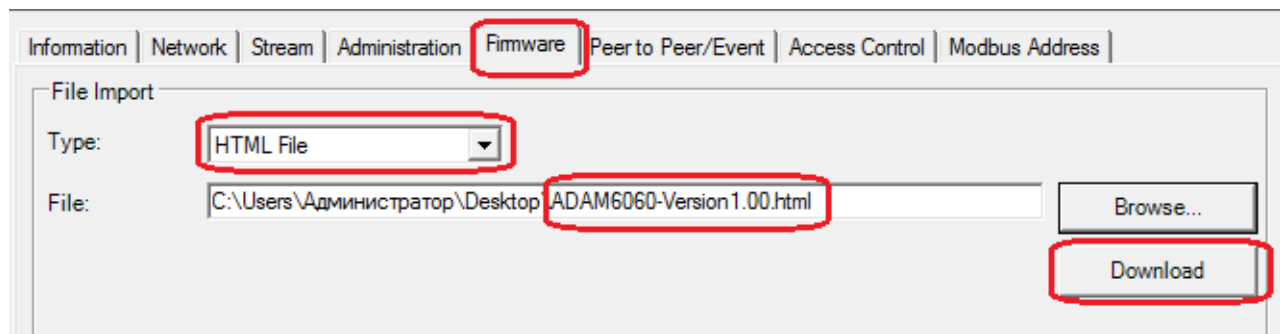 Information Network Stream Administration Firmware Peer to Peer/Event Access Control Modbus Address
File Import
Type: HTML File
File: C:\Users\Администратор\Desktop\ADAM6060-Version1.00.html Browse...
Download